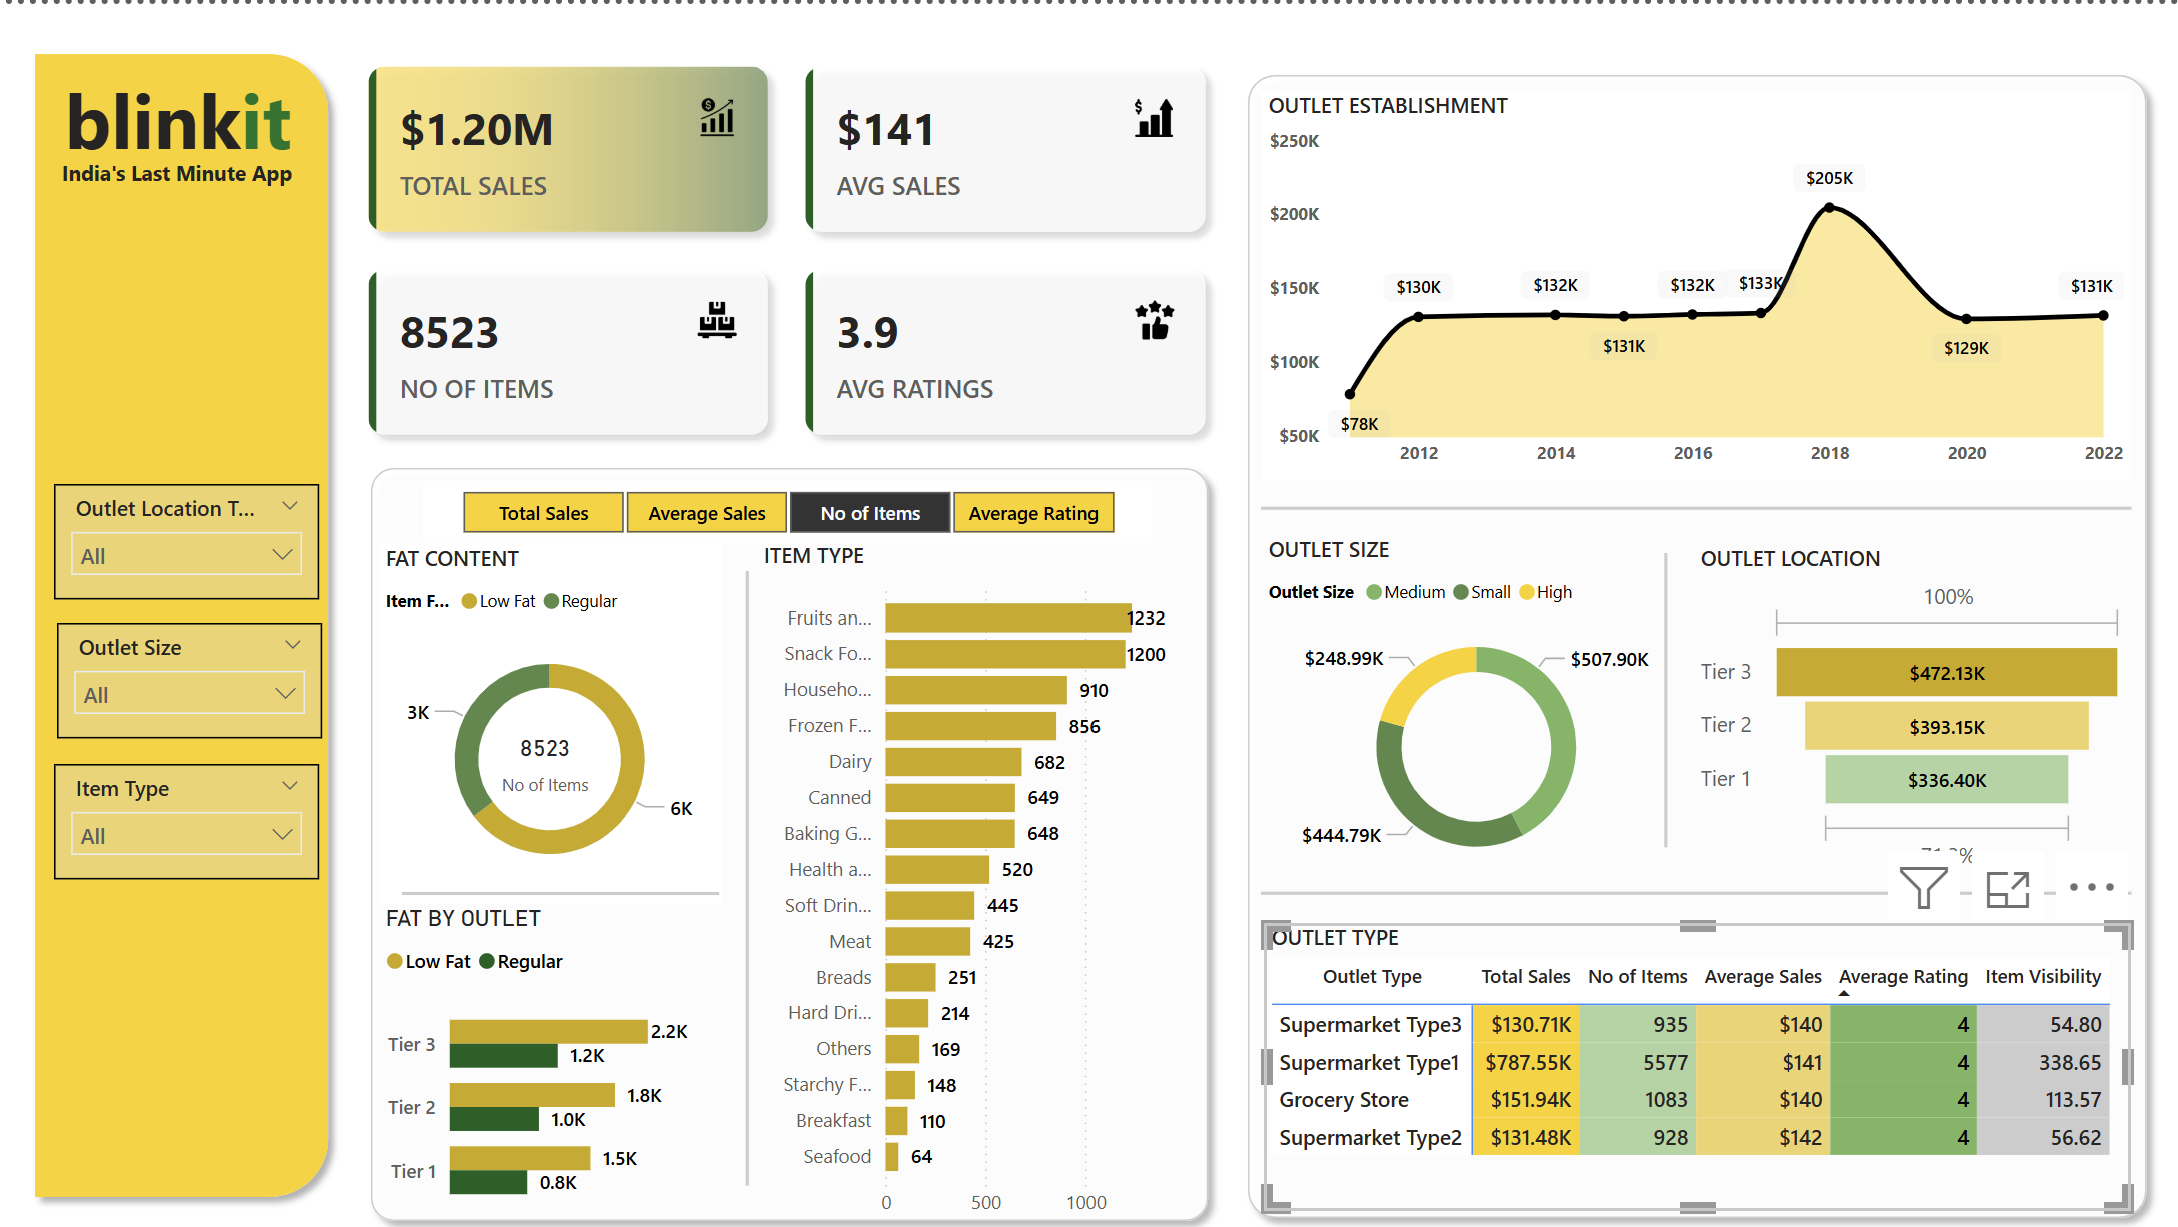 blinkit
India's Last Minute App
Outlet Location T...
All
Outlet Size
All
Item Type
All
$1.20M
TOTAL SALES
$141
AVG SALES
8523
NO OF ITEMS
3.9
AVG RATINGS
Total Sales
Average Sales
No of Items
Average Rating
FAT CONTENT
Item F... Low Fat Regular
3K
8523
No of Items
6K
FAT BY OUTLET
Low Fat Regular
Tier 3 2.2K
1.2K
Tier 2 1.8K
1.0K
Tier 1 1.5K
0.8K
ITEM TYPE
Fruits an... 1232
Snack Fo... 1200
Househo... 910
Frozen F... 856
Dairy 682
Canned 649
Baking G... 648
Health a... 520
Soft Drin... 445
Meat 425
Breads 251
Hard Dri... 214
Others 169
Starchy F... 148
Breakfast 110
Seafood 64
0 500 1000
OUTLET ESTABLISHMENT
$250K
$200K
$150K
$100K
$50K
$78K
$130K
$132K
$131K
$132K
$133K
$205K
$129K
$131K
2012 2014 2016 2018 2020 2022
OUTLET SIZE
Outlet Size Medium Small High
$248.99K
$507.90K
$444.79K
OUTLET LOCATION
100%
Tier 3 $472.13K
Tier 2 $393.15K
Tier 1 $336.40K
OUTLET TYPE
Outlet Type Total Sales No of Items Average Sales Average Rating Item Visibility
Supermarket Type3 $130.71K 935 $140 4 54.80
Supermarket Type1 $787.55K 5577 $141 4 338.65
Grocery Store $151.94K 1083 $140 4 113.57
Supermarket Type2 $131.48K 928 $142 4 56.62